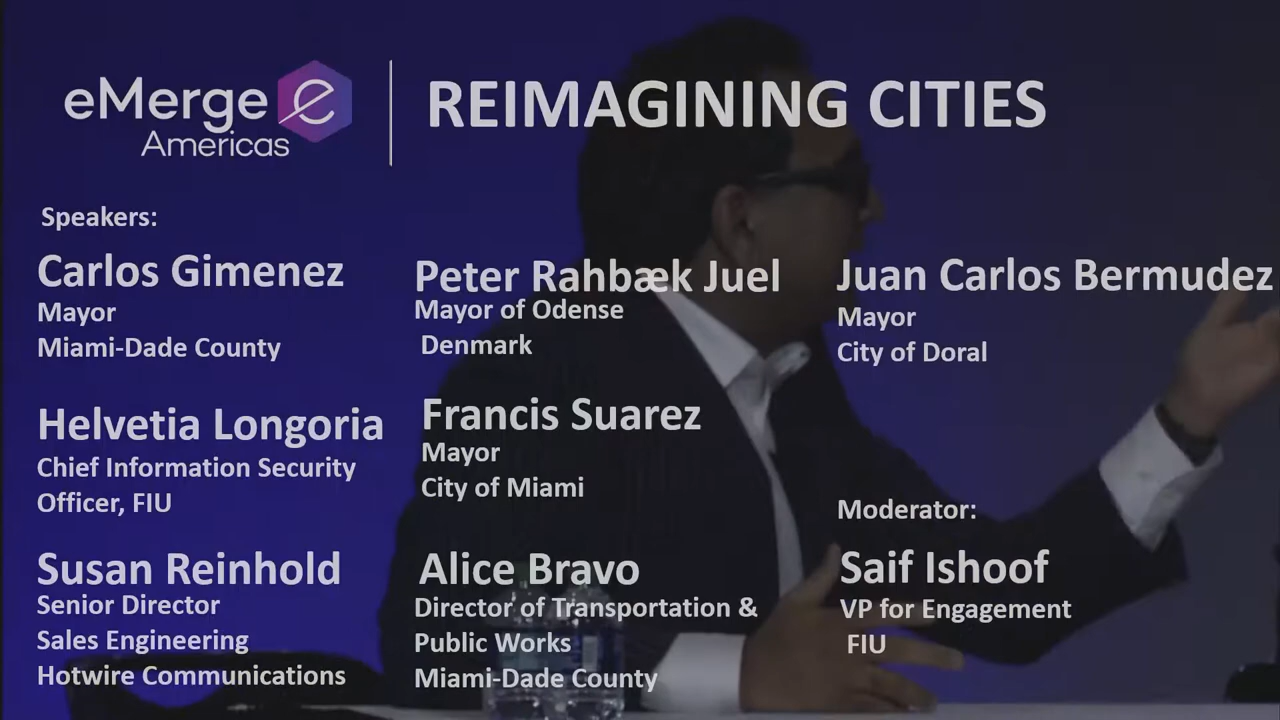 eMerge
Americas
REIMAGINING CITIES
Speakers:
Carlos Gimenez
Mayor
Miami-Dade County
Peter Rahbæk Juel
Mayor of Odense
Denmark
Juan Carlos Bermudez
Mayor
City of Doral
Helvetia Longoria
Chief Information Security
Officer, FIU
Francis Suarez
Mayor
City of Miami
Susan Reinhold
Senior Director
Sales Engineering
Hotwire Communications
Alice Bravo
Director of Transportation &
Public Works
Miami-Dade County
Moderator:
Saif Ishoof
VP for Engagement
FIU